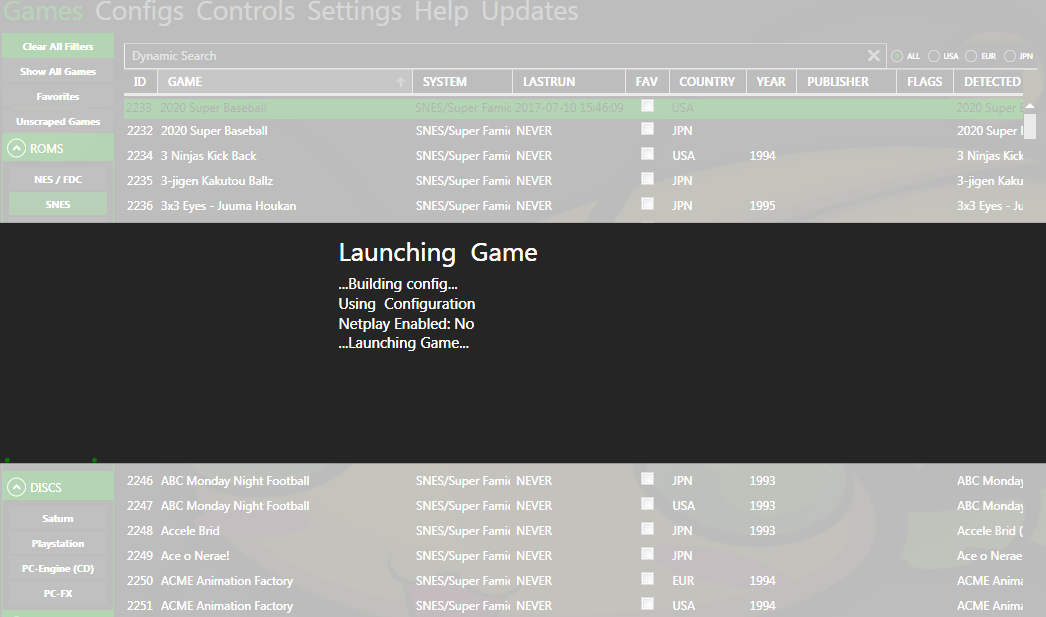 Games Configs Controls Settings Help Updates
Clear All Filters
Show All Games
Favorites
Unscraped Games
ROMS
NES / FDC
SNES
Dynamic Search
ALL USA EUR JPN
ID GAME SYSTEM LASTRUN FAV COUNTRY YEAR PUBLISHER FLAGS DETECTED
2233 2020 Super Baseball SNES/Super Famic 2017-07-10 15:46:09 USA 2020 Super E
2232 2020 Super Baseball SNES/Super Famic NEVER JPN 2020 Super I
2234 3 Ninjas Kick Back SNES/Super Famic NEVER USA 1994 3 Ninjas Kick
2235 3-jigen Kakutou Ballz SNES/Super Famic NEVER JPN 3-jigen Kaku
2236 3x3 Eyes - Juuma Houkan SNES/Super Famic NEVER JPN 1995 3x3 Eyes - Ju
Launching Game
...Building config...
Using Configuration
Netplay Enabled: No
...Launching Game...
DISCS
Saturn
Playstation
PC-Engine (CD)
PC-FX
2246 ABC Monday Night Football SNES/Super Famic NEVER JPN 1993 ABC Monday
2247 ABC Monday Night Football SNES/Super Famic NEVER USA 1993 ABC Monday
2248 Accele Brid SNES/Super Famic NEVER JPN 1993 Accele Brid (
2249 Ace o Nerae! SNES/Super Famic NEVER JPN Ace o Nerae
2250 ACME Animation Factory SNES/Super Famic NEVER EUR 1994 ACME Anima
2251 ACME Animation Factory SNES/Super Famic NEVER USA 1994 ACME Anima